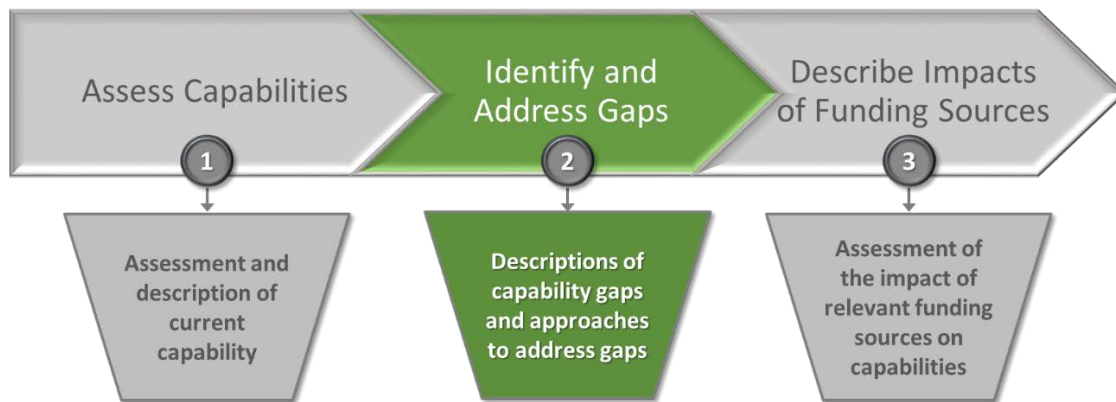 Assess Capabilities
Identify and
Address Gaps
Describe Impacts
of Funding Sources
1
2
3
Assessment and
description of
current
capability
Descriptions of
capability gaps
and approaches
to address gaps
Assessment of
the impact of
relevant funding
sources on
capabilities